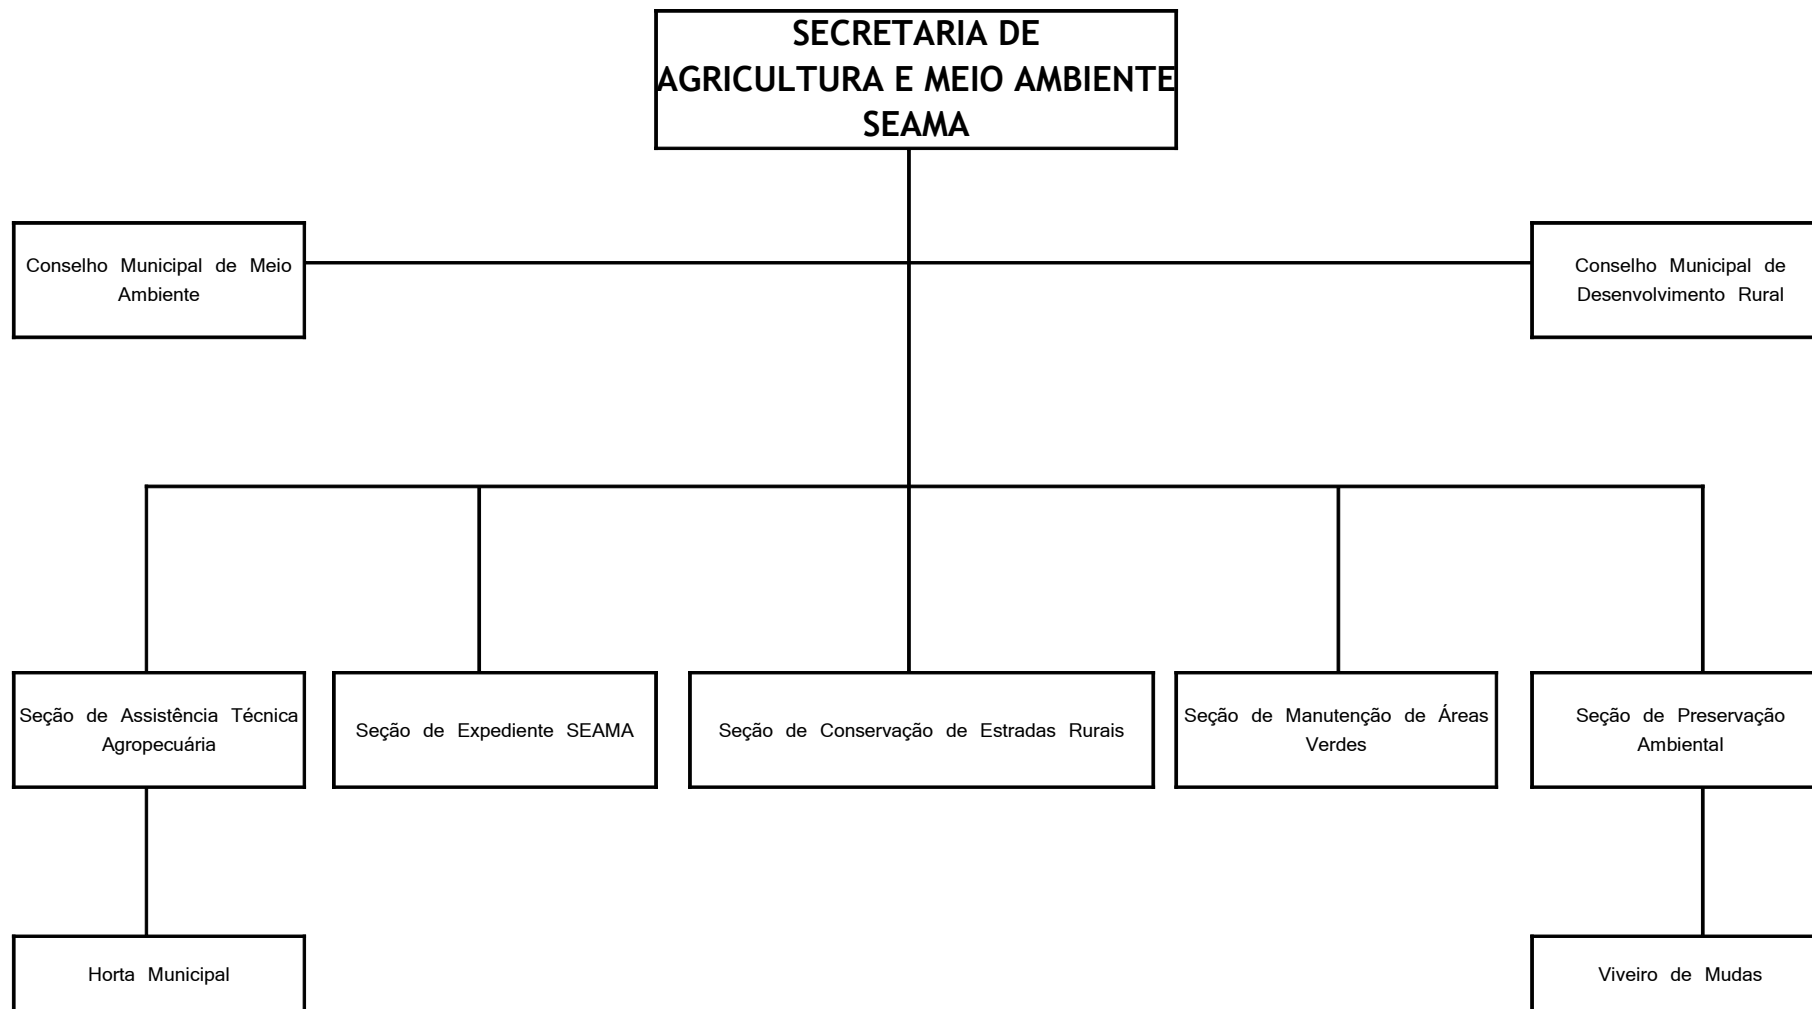 SECRETARIA DE
AGRICULTURA E MEIO AMBIENTE
SEAMA
Conselho Municipal de Meio
Ambiente
Conselho Municipal de
Desenvolvimento Rural
Seção de Assistência Técnica
Agropecuária
Seção de Expediente SEAMA
Seção de Conservação de Estradas Rurais
Seção de Manutenção de Áreas
Verdes
Seção de Preservação
Ambiental
Horta Municipal
Viveiro de Mudas